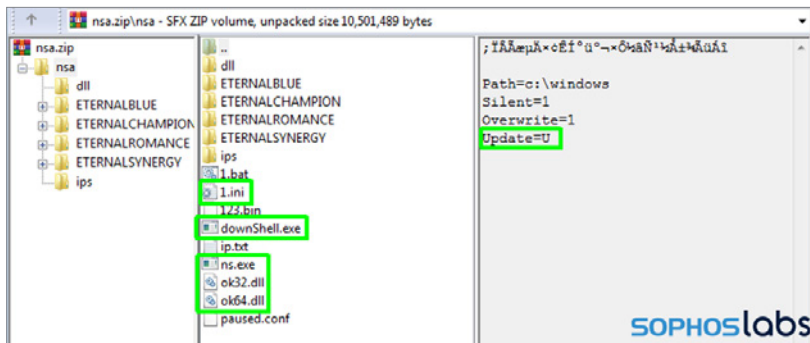 nsa.zip\nsa - SFX ZIP volume, unpacked size 10,501,489 bytes
nsa.zip
nsa
dll
ETERNALBLUE
ETERNALCHAMPION
ETERNALROMANCE
ETERNALSYNERGY
ips
..
dll
ETERNALBLUE
ETERNALCHAMPION
ETERNALROMANCE
ETERNALSYNERGY
ips
1.bat
1.ini
123.bin
downShell.exe
ip.txt
ns.exe
ok32.dll
ok64.dll
paused.conf
Path=c:\windows
Silent=1
Overwrite=1
Update=U
SOPHOSlabs